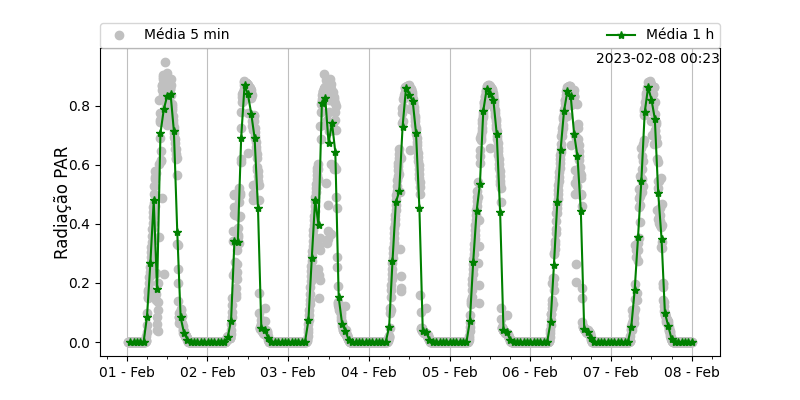 Média 5 min
Média 1 h
2023-02-08 00:23
Radiação PAR
0.8
0.6
0.4
0.2
0.0
01 - Feb
02 - Feb
03 - Feb
04 - Feb
05 - Feb
06 - Feb
07 - Feb
08 - Feb